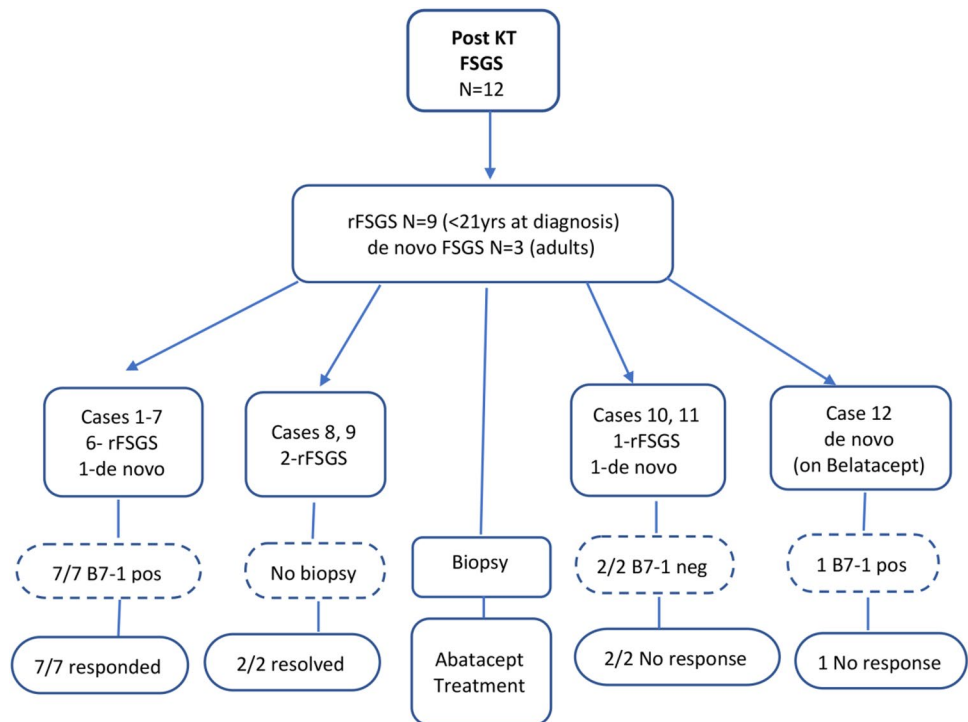 Post KT
FSGS
N=12
rFSGS N=9 (<21yrs at diagnosis)
de novo FSGS N=3 (adults)
Cases 1-7
6- rFSGS
1-de novo
Cases 8, 9
2-rFSGS
Cases 10, 11
1-rFSGS
1-de novo
Case 12
de novo
(on Belatacept)
7/7 B7-1 pos
No biopsy
Biopsy
2/2 B7-1 neg
1 B7-1 pos
7/7 responded
2/2 resolved
Abatacept
Treatment
2/2 No response
1 No response